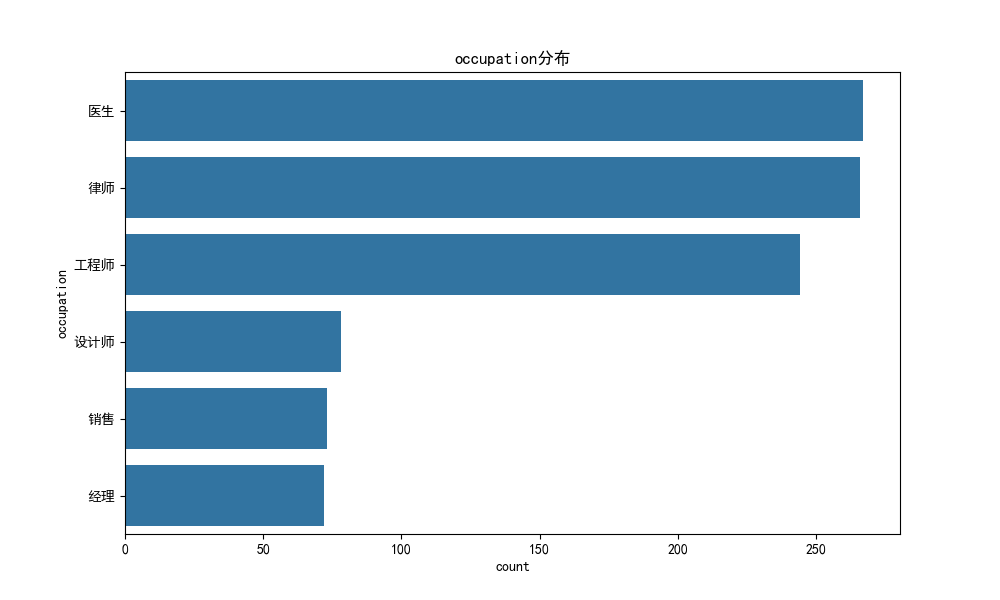 occupation分布
医生
律师
工程师
设计师
销售
经理
occupation
0 50 100 150 200 250
count